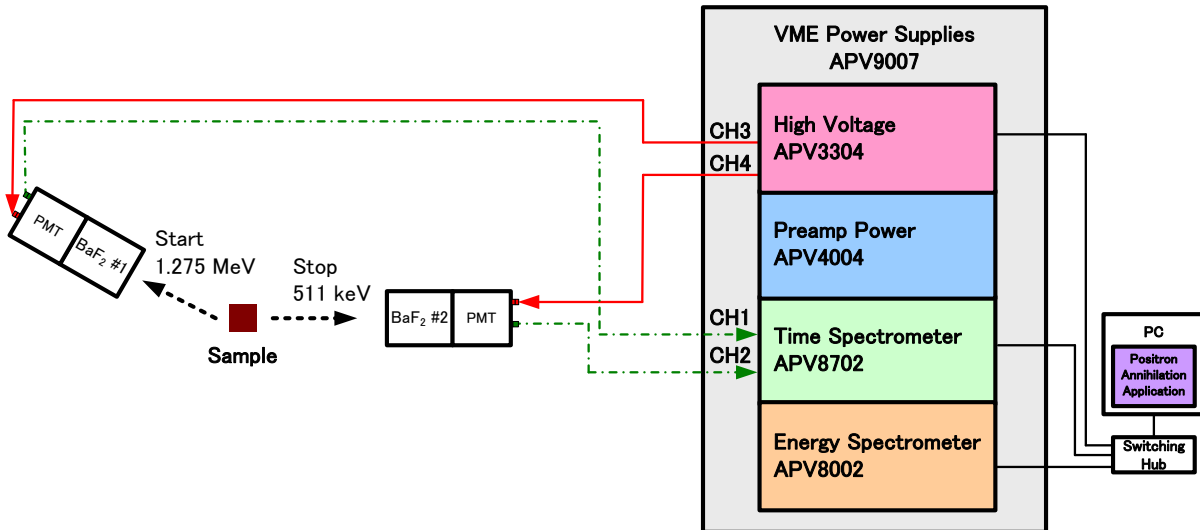 VME Power Supplies
APV9007
High Voltage
APV3304
CH3
CH4
Preamp Power
APV4004
PMT
BaF2 #1
Start
1.275 MeV
Stop
511 keV
Sample
BaF2 #2
PMT
CH1
CH2
Time Spectrometer
APV8702
Energy Spectrometer
APV8002
PC
Positron
Annihilation
Application
Switching
Hub